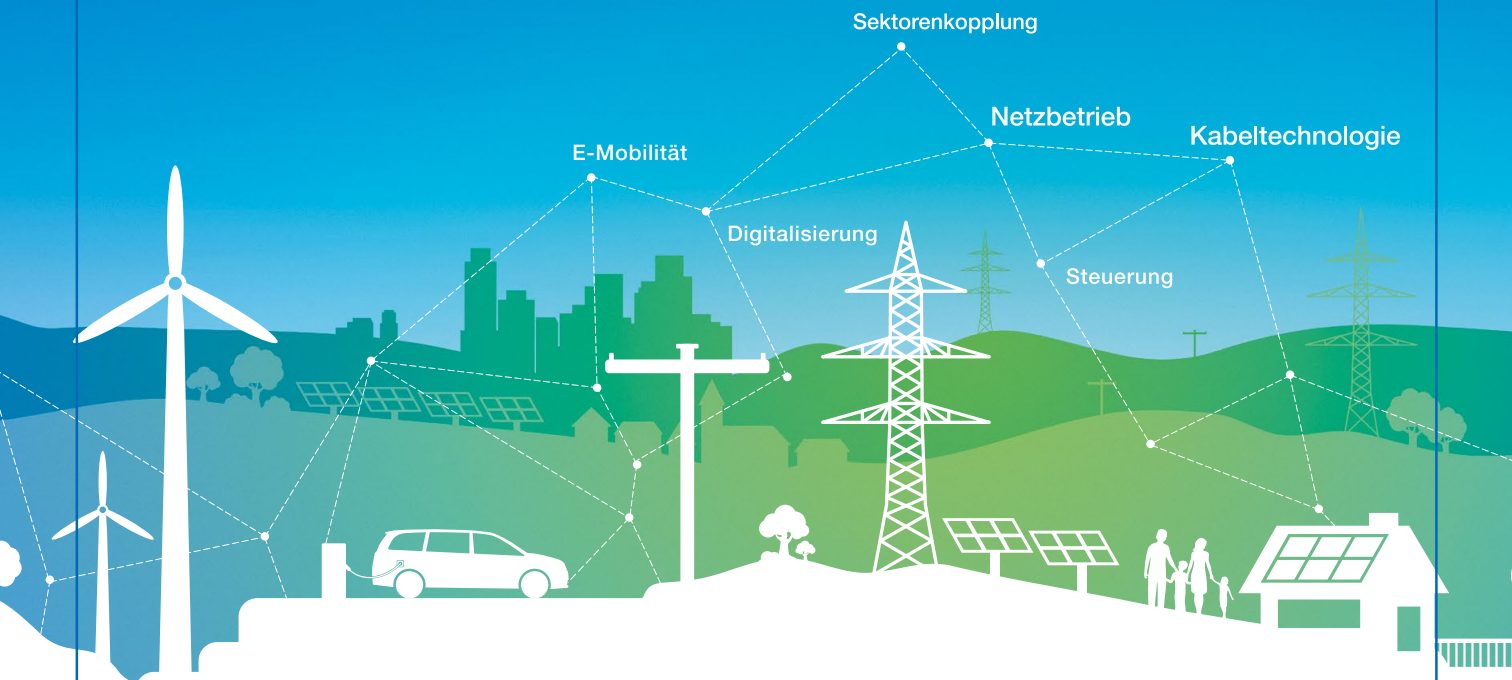 Sektorenkopplung
Netzbetrieb
Kabeltechnologie
E-Mobilität
Digitalisierung
Steuerung